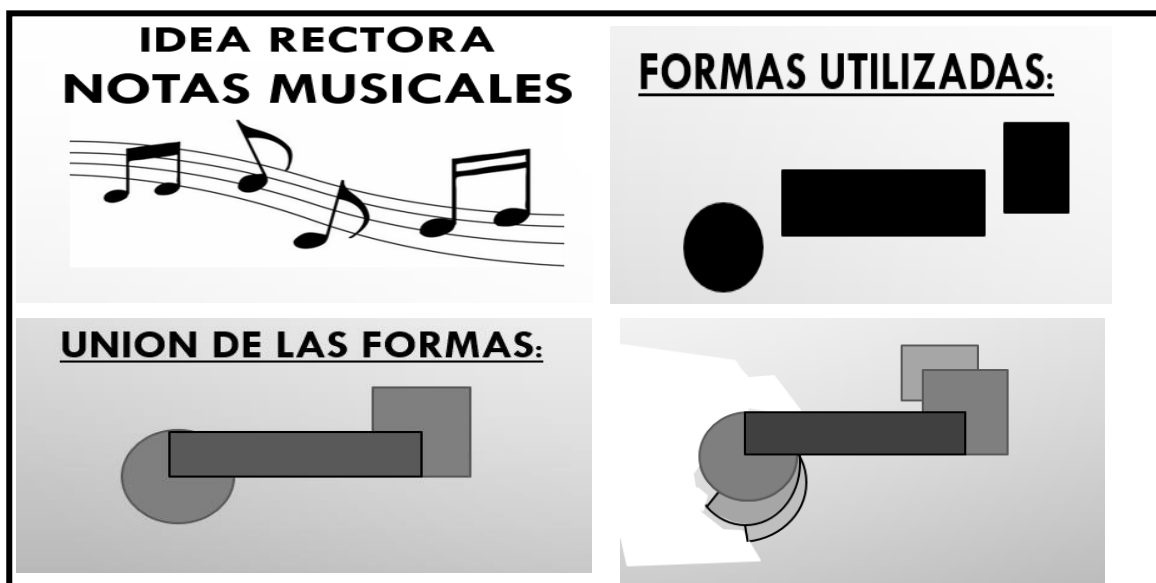 IDEA RECTORA
NOTAS MUSICALES
FORMAS UTILIZADAS:
UNION DE LAS FORMAS: